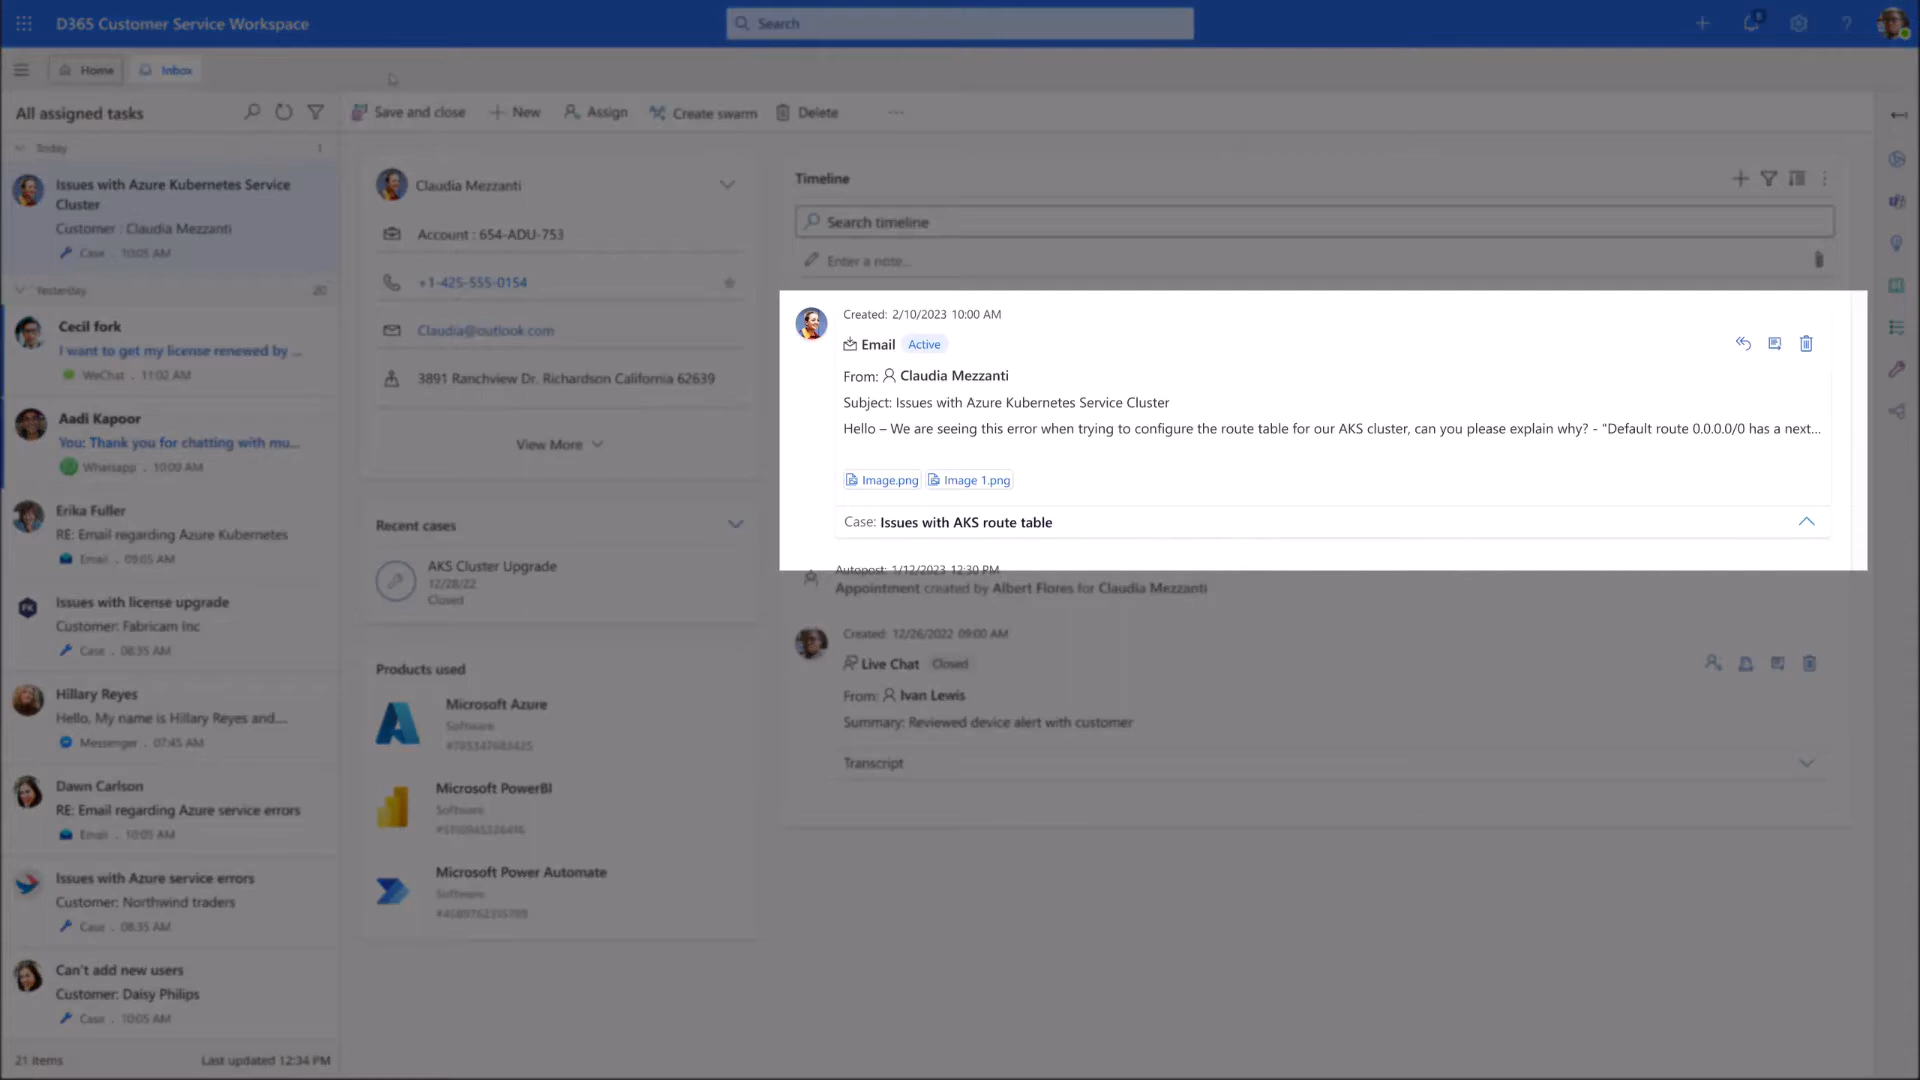 D365 Customer Service Workspace
Search
Home
Inbox
All assigned tasks
Save and close
New
Assign
Create swarm
Delete
Today
1
Issues with Azure Kubernetes Service
Cluster
Customer : Claudia Mezzanti
Case . 10:05 AM
Yesterday
20
Cecil fork
I want to get my license renewed by ...
WeChat . 11:02 AM
Aadi Kapoor
You: Thank you for chatting with mu...
Whatsapp . 10:00 AM
Erika Fuller
RE: Email regarding Azure Kubernetes
Email . 09:05 AM
FK
Issues with license upgrade
Customer: Fabricam Inc
Case . 08:35 AM
Hillary Reyes
Hello, My name is Hillary Reyes and....
Messenger . 07:45 AM
Dawn Carlson
RE: Email regarding Azure service errors
Email . 10:05 AM
Issues with Azure service errors
Customer: Northwind traders
Case . 08:35 AM
Can't add new users
Customer: Daisy Philips
Case . 10:05 AM
21 items
Last updated 12:34 PM
Claudia Mezzanti
Account : 654-ADU-753
+1-425-555-0154
Claudia@outlook.com
3891 Ranchview Dr. Richardson California 62639
View More
Recent cases
AKS Cluster Upgrade
12/28/22
Closed
Products used
Microsoft Azure
Software
Microsoft PowerBI
Software
Microsoft Power Automate
Software
Timeline
Search timeline
Enter a note...
Created: 2/10/2023 10:00 AM
Email
Active
From: Claudia Mezzanti
Subject: Issues with Azure Kubernetes Service Cluster
Hello – We are seeing this error when trying to configure the route table for our AKS cluster, can you please explain why? - "Default route 0.0.0.0/0 has a next...
Image.png
Image 1.png
Case: Issues with AKS route table
Autopost: 1/12/2023 12:30 PM
Appointment created by Albert Flores for Claudia Mezzanti
Created: 12/26/2022 09:00 AM
Live Chat
Closed
From: Ivan Lewis
Summary: Reviewed device alert with customer
Transcript